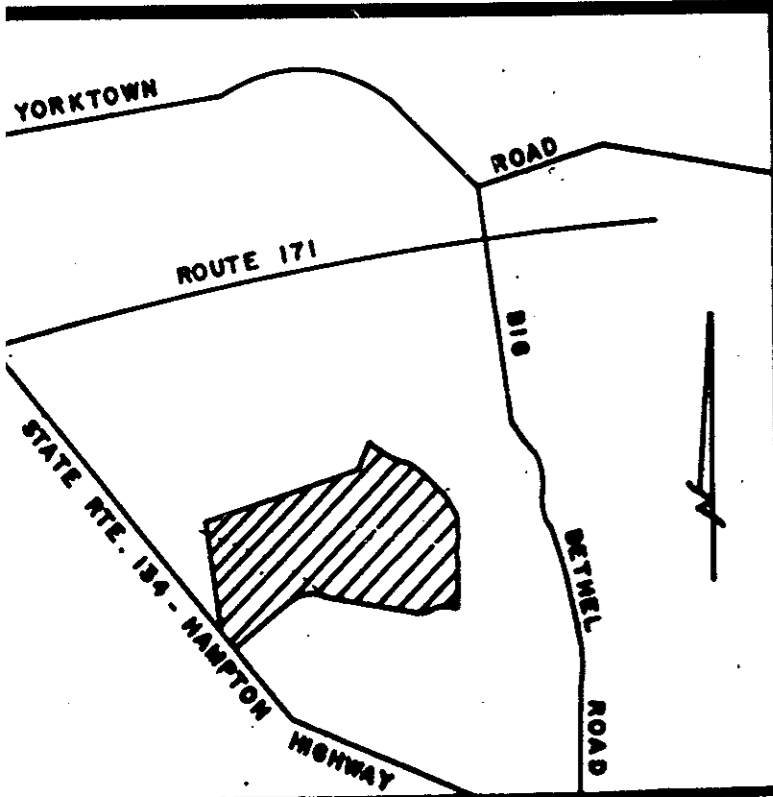 YORKTOWN ROAD
ROUTE 171
BIG BETHEL ROAD
STATE RTE. 134 - HAMPTON HIGHWAY
N